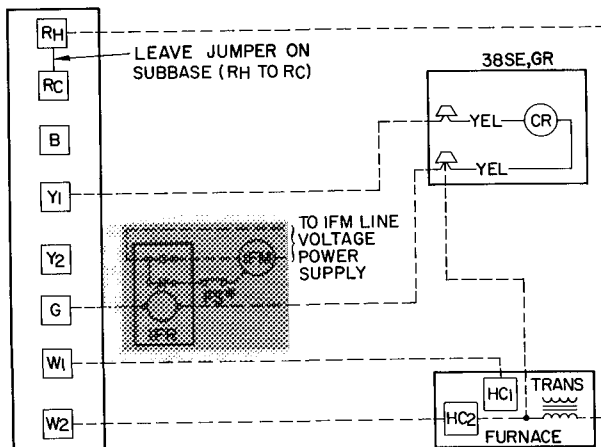 RH
LEAVE JUMPER ON
SUBBASE (RH TO RC)
RC
38SE,GR
B
YEL
CR
YEL
Y1
TO IFM LINE
VOLTAGE
POWER
SUPPLY
Y2
IFM
FS*
G
IFR
W1
HC1
TRANS
W2
HC2
FURNACE